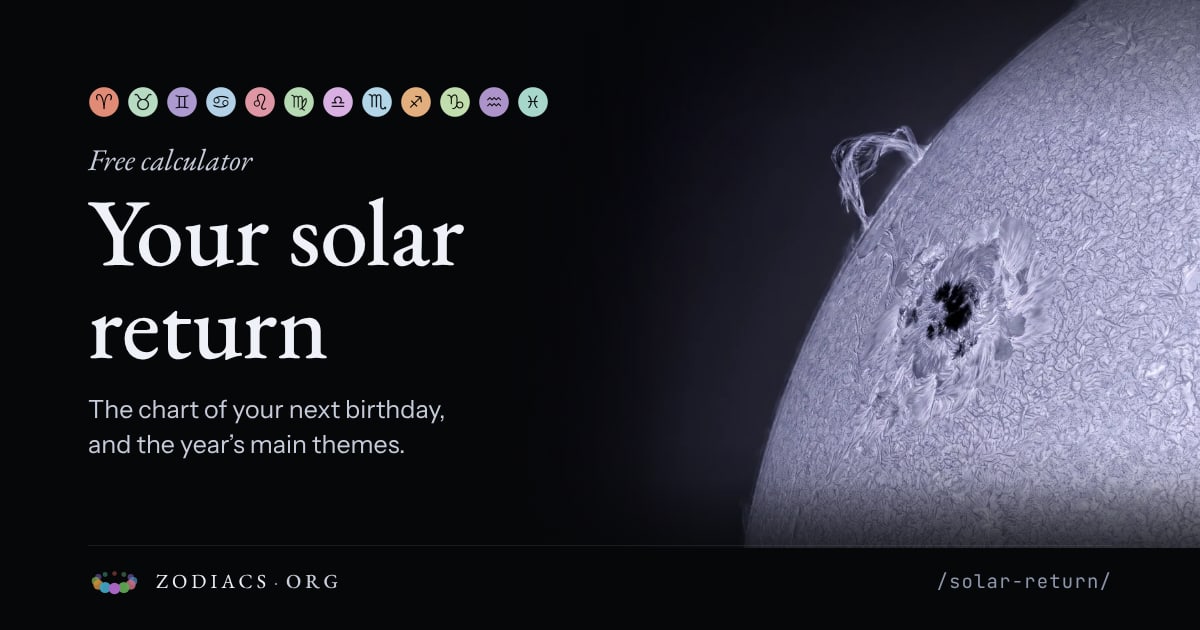 ♈ ♉ ♊ ♋ ♌ ♍ ♎ ♏ ♐ ♑ ♒ ♓
Free calculator
Your solar
return
The chart of your next birthday,
and the year’s main themes.
ZODIACS·ORG
/solar-return/